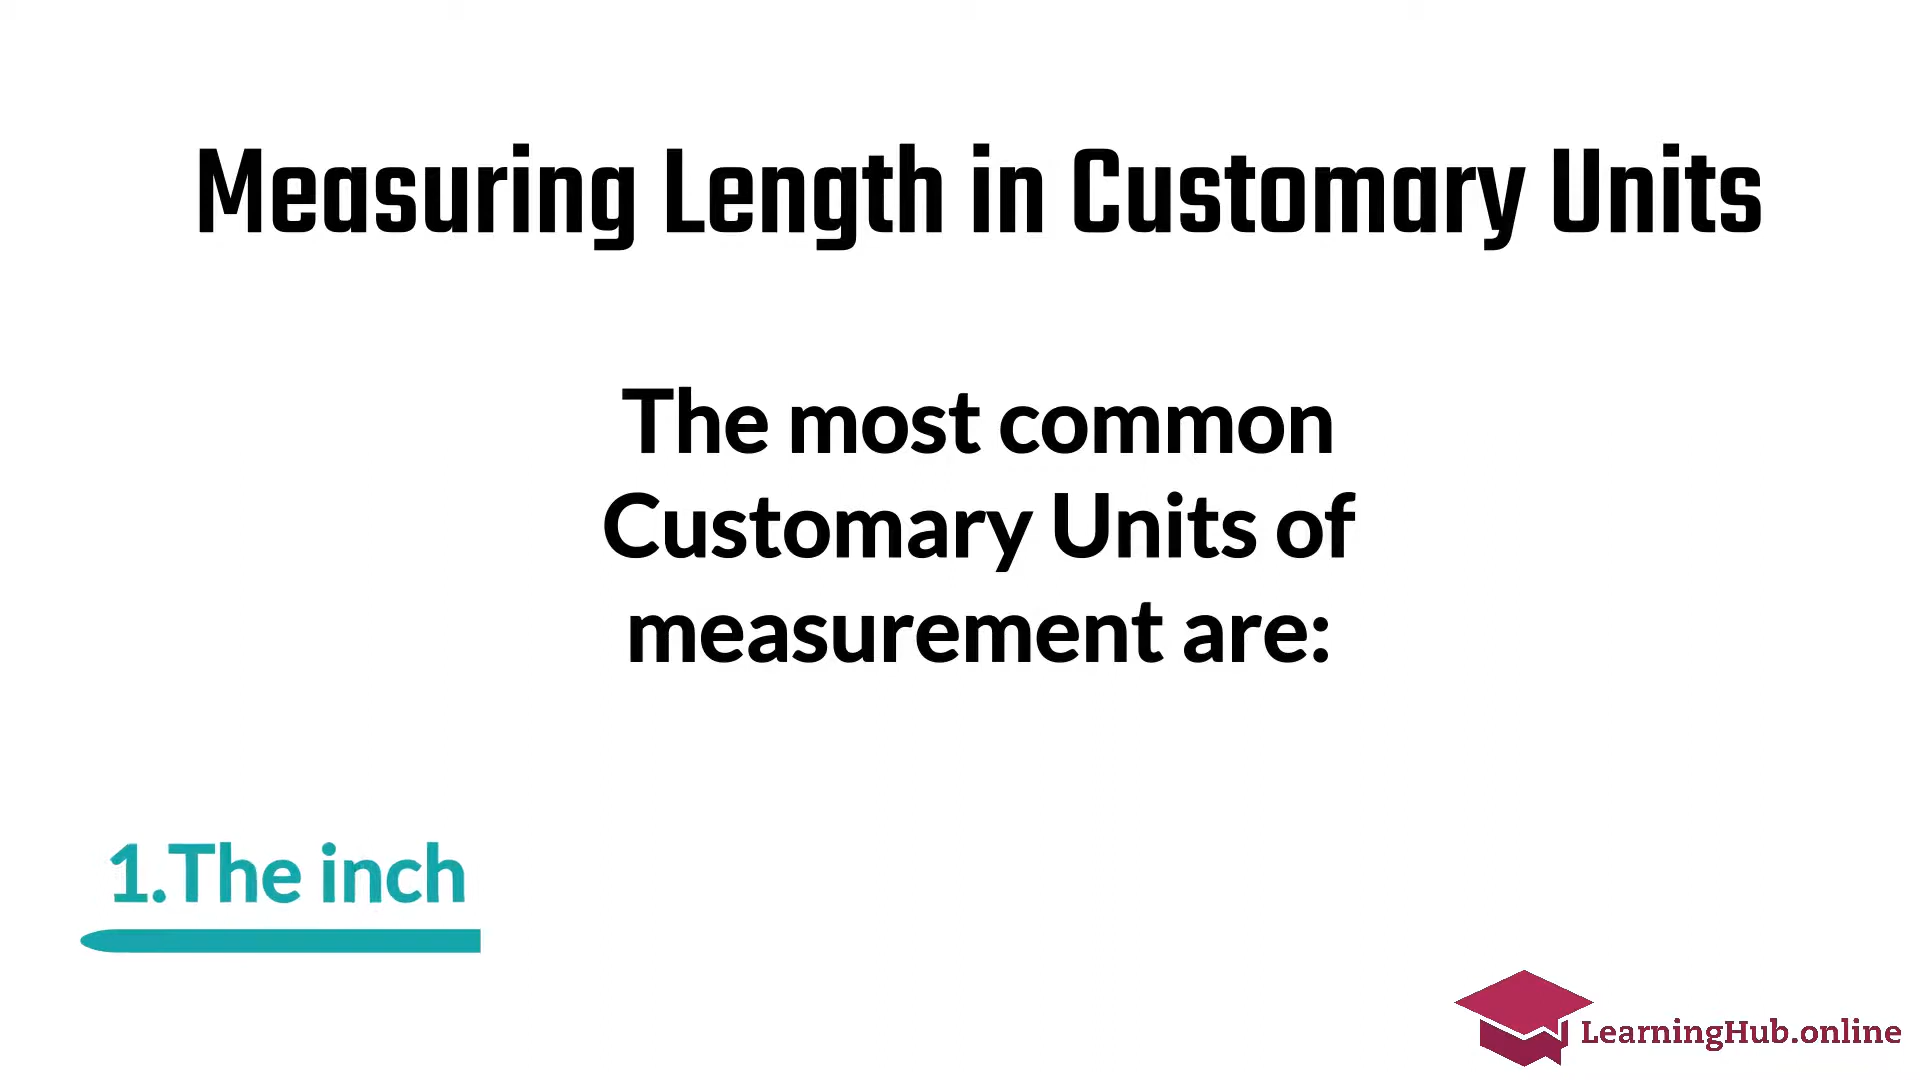 Measuring Length in Customary Units
The most common
Customary Units of
measurement are:
1.The inch
LearningHub.online